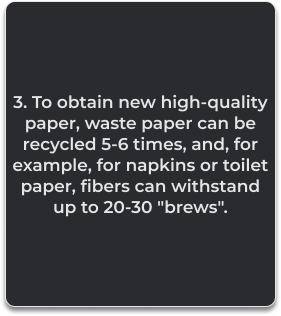 3. To obtain new high-quality
paper, waste paper can be
recycled 5-6 times, and, for
example, for napkins or toilet
paper, fibers can withstand
up to 20-30 "brews".